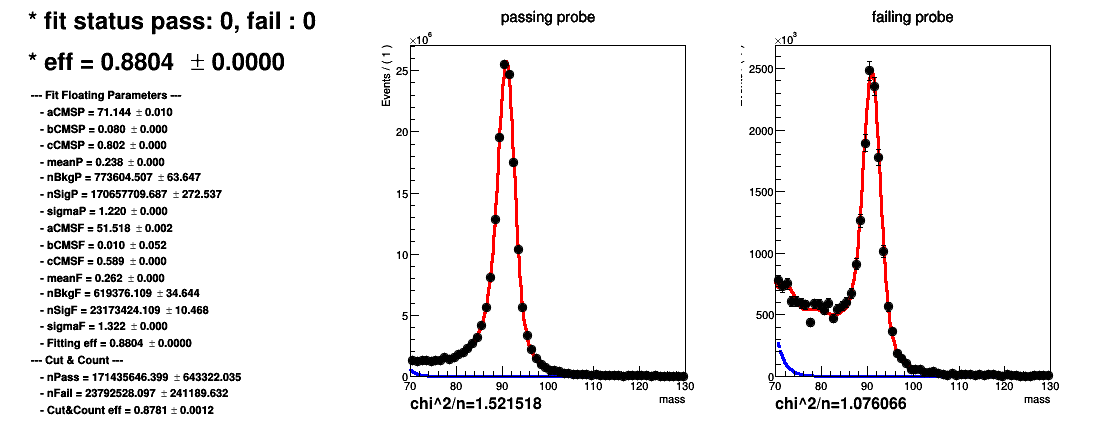 * fit status pass: 0, fail : 0
* eff = 0.8804 ± 0.0000
--- Fit Floating Parameters ---
- aCMSP = 71.144 ± 0.010
- bCMSP = 0.080 ± 0.000
- cCMSP = 0.802 ± 0.000
- meanP = 0.238 ± 0.000
- nBkgP = 773604.507 ± 63.647
- nSigP = 170657709.687 ± 272.537
- sigmaP = 1.220 ± 0.000
- aCMSF = 51.518 ± 0.002
- bCMSF = 0.010 ± 0.052
- cCMSF = 0.589 ± 0.000
- meanF = 0.262 ± 0.000
- nBkgF = 619376.109 ± 34.644
- nSigF = 23173424.109 ± 10.468
- sigmaF = 1.322 ± 0.000
- Fitting eff = 0.8804 ± 0.0000
--- Cut & Count ---
- nPass = 171435646.399 ± 643322.035
- nFail = 23792528.097 ± 241189.632
- Cut&Count eff = 0.8781 ± 0.0012
passing probe
×10⁶
Events / ( 1 )
25
20
15
10
5
0
70 80 90 100 110 120 130
mass
chi^2/n=1.521518
failing probe
×10³
2500
2000
1500
1000
500
0
70 80 90 100 110 120 130
mass
chi^2/n=1.076066